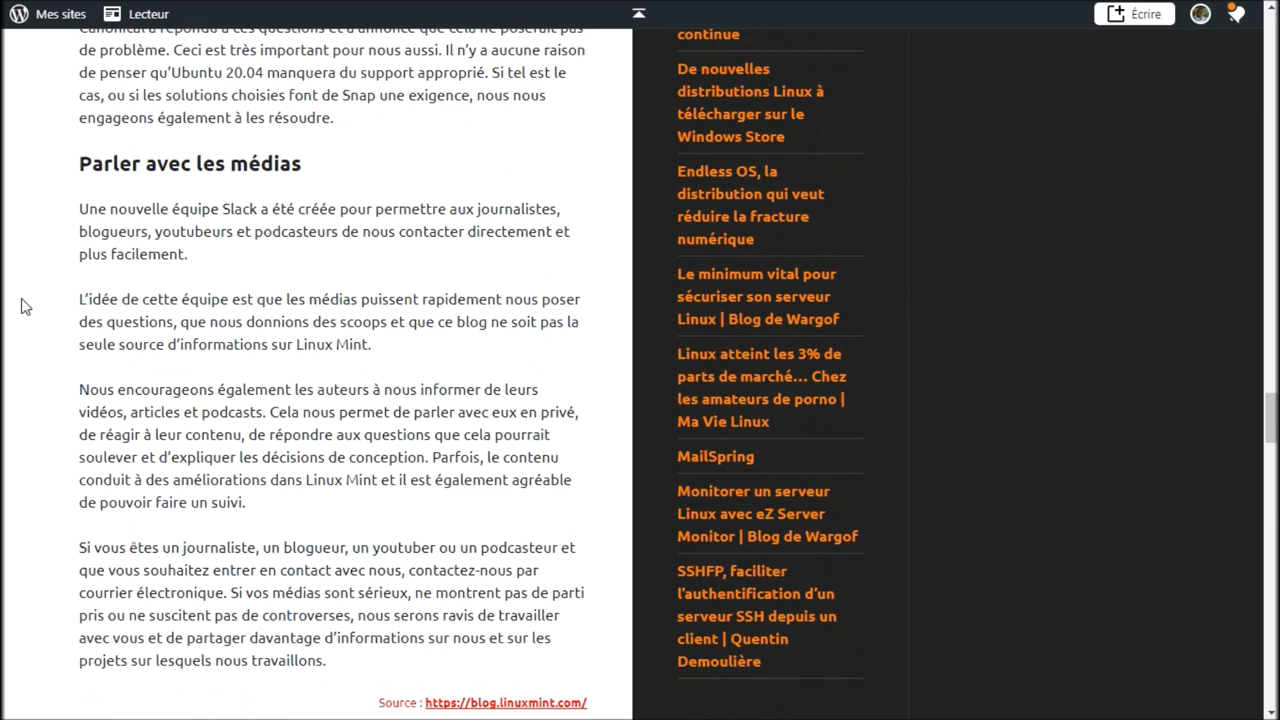 Mes sites
Lecteur
Écrire
Canonical a répondu à ces questions et a annoncé que cela ne poserait pas
de problème. Ceci est très important pour nous aussi. Il n’y a aucune raison
de penser qu’Ubuntu 20.04 manquera du support approprié. Si tel est le
cas, ou si les solutions choisies font de Snap une exigence, nous nous
engageons également à les résoudre.
Parler avec les médias
Une nouvelle équipe Slack a été créée pour permettre aux journalistes,
blogueurs, youtubeurs et podcasteurs de nous contacter directement et
plus facilement.
L’idée de cette équipe est que les médias puissent rapidement nous poser
des questions, que nous donnions des scoops et que ce blog ne soit pas la
seule source d’informations sur Linux Mint.
Nous encourageons également les auteurs à nous informer de leurs
vidéos, articles et podcasts. Cela nous permet de parler avec eux en privé,
de réagir à leur contenu, de répondre aux questions que cela pourrait
soulever et d’expliquer les décisions de conception. Parfois, le contenu
conduit à des améliorations dans Linux Mint et il est également agréable
de pouvoir faire un suivi.
Si vous êtes un journaliste, un blogueur, un youtuber ou un podcasteur et
que vous souhaitez entrer en contact avec nous, contactez-nous par
courrier électronique. Si vos médias sont sérieux, ne montrent pas de parti
pris ou ne suscitent pas de controverses, nous serons ravis de travailler
avec vous et de partager davantage d’informations sur nous et sur les
projets sur lesquels nous travaillons.
Source : https://blog.linuxmint.com/
continue
De nouvelles
distributions Linux à
télécharger sur le
Windows Store
Endless OS, la
distribution qui veut
réduire la fracture
numérique
Le minimum vital pour
sécuriser son serveur
Linux | Blog de Wargof
Linux atteint les 3% de
parts de marché… Chez
les amateurs de porno |
Ma Vie Linux
MailSpring
Monitorer un serveur
Linux avec eZ Server
Monitor | Blog de Wargof
SSHFP, faciliter
l’authentification d’un
serveur SSH depuis un
client | Quentin
Demoulière